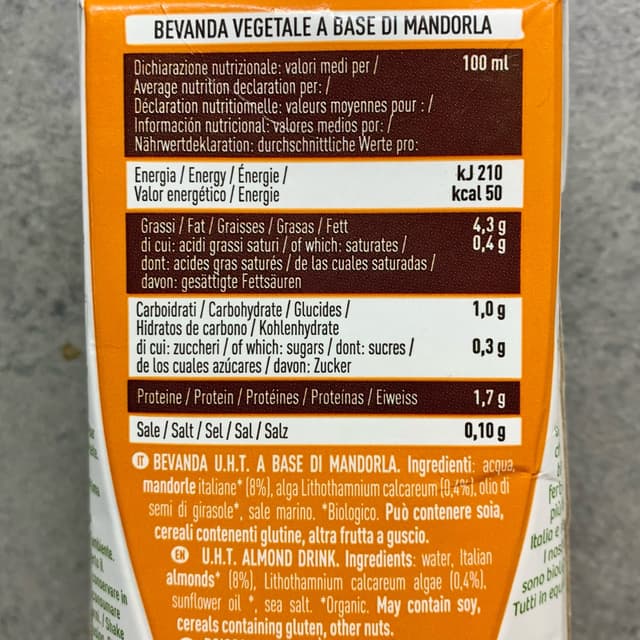 BEVANDA VEGETALE A BASE DI MANDORLA
Dichiarazione nutrizionale: valori medi per / 100 ml
Average nutrition declaration per: /
Déclaration nutritionnelle: valeurs moyennes pour : /
Información nutricional: valores medios por: /
Nährwertdeklaration: durchschnittliche Werte pro:
Energia / Energy / Énergie / kJ 210
Valor energético / Energie kcal 50
Grassi / Fat / Graisses / Grasas / Fett 4,3 g
di cui: acidi grassi saturi / of which: saturates / 0,4 g
dont: acides gras saturés / de las cuales saturadas /
davon: gesättigte Fettsäuren
Carboidrati / Carbohydrate / Glucides / 1,0 g
Hidratos de carbono / Kohlenhydrate
di cui: zuccheri / of which: sugars / dont: sucres / 0,3 g
de los cuales azúcares / davon: Zucker
Proteine / Protein / Protéines / Proteínas / Eiweiss 1,7 g
Sale / Salt / Sel / Sal / Salz 0,10 g
IT BEVANDA U.H.T. A BASE DI MANDORLA. Ingredienti: acqua,
mandorle italiane* (8%), alga Lithothamnium calcareum (0,4%), olio di
semi di girasole*, sale marino. *Biologico. Può contenere soia,
cereali contenenti glutine, altra frutta a guscio.
EN U.H.T. ALMOND DRINK. Ingredients: water, Italian
almonds* (8%), Lithothamnium calcareum algae (0,4%),
sunflower oil *, sea salt. *Organic. May contain soy,
cereals containing gluten, other nuts.
Italia e
I nos
sono biol
Tutti in equ